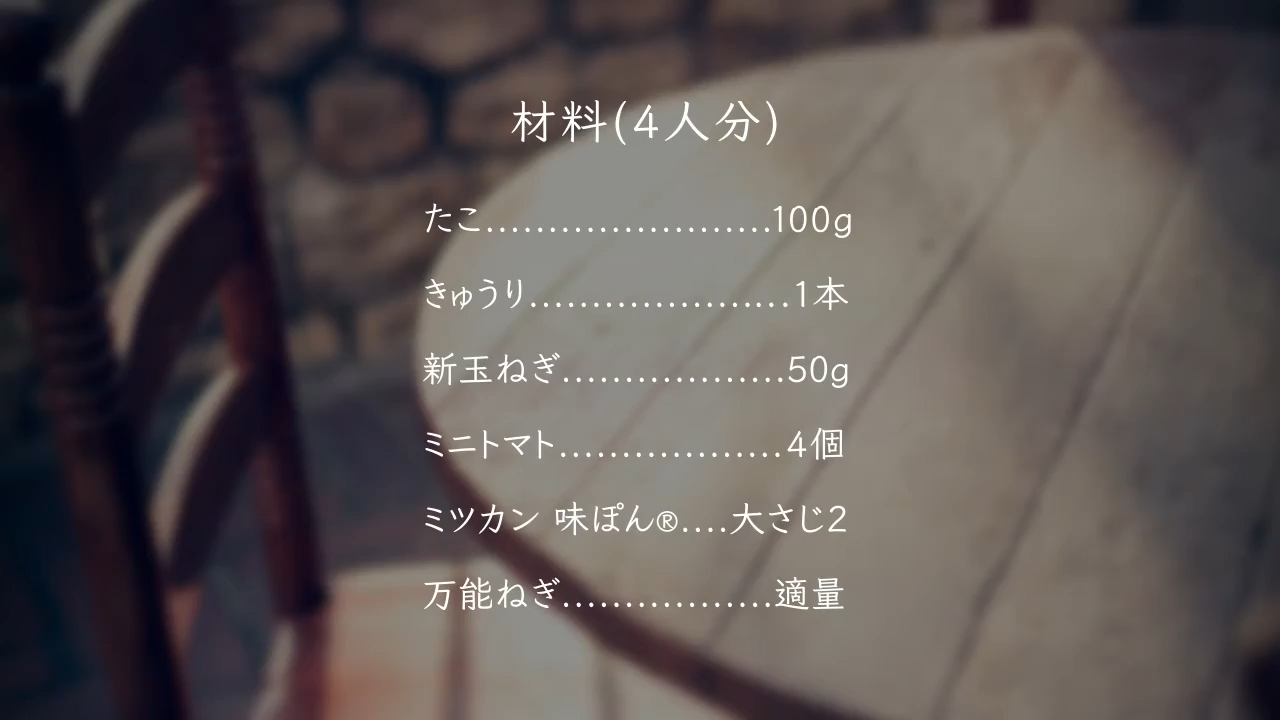 材料(4人分)
たこ.......................100g
きゅうり.....................1本
新玉ねぎ..................50g
ミニトマト..................4個
ミツカン 味ぽん®....大さじ2
万能ねぎ.................適量